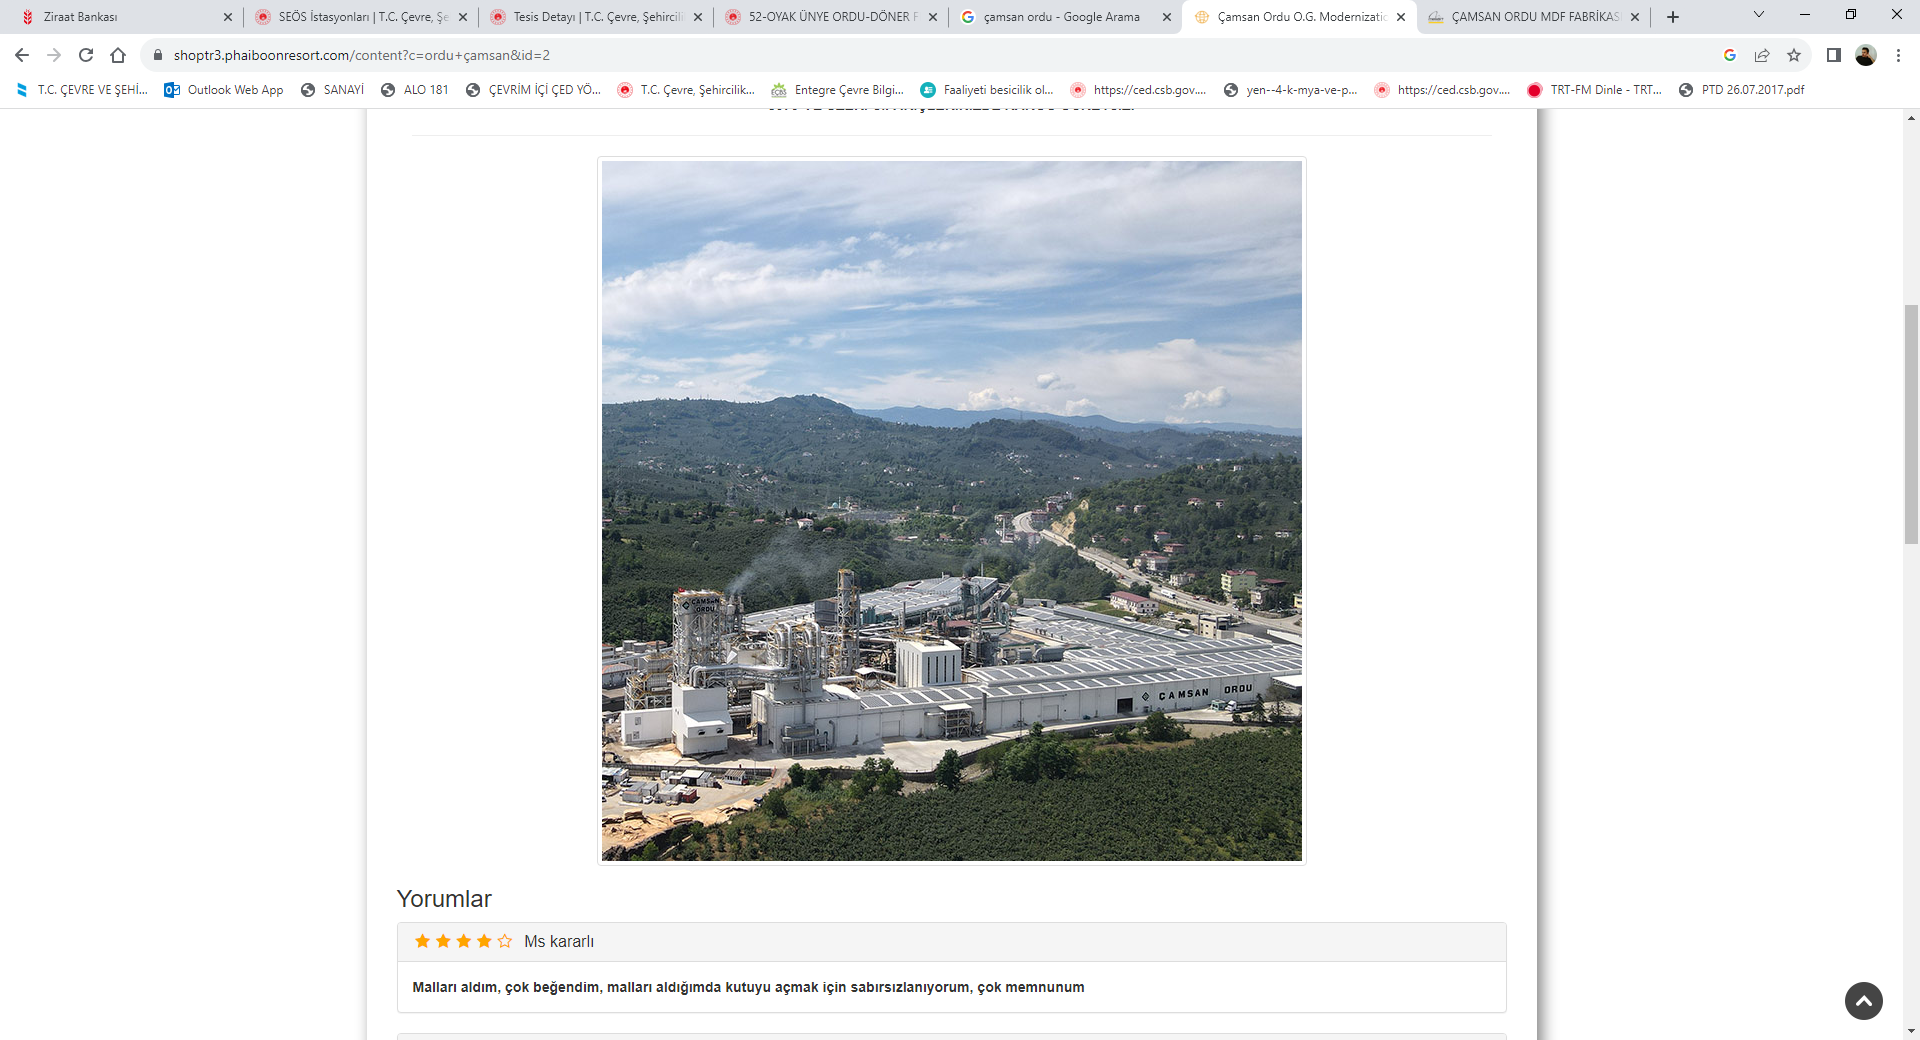 Ziraat Bankası
SEÖS İstasyonları | T.C. Çevre, Şe
Tesis Detayı | T.C. Çevre, Şehircili
52-OYAK ÜNYE ORDU-DÖNER F
çamsan ordu - Google Arama
Çamsan Ordu O.G. Modernizatio
ÇAMSAN ORDU MDF FABRİKAS
shoptr3.phaiboonresort.com/content?c=ordu+çamsan&id=2
T.C. ÇEVRE VE ŞEHİ...
Outlook Web App
SANAYİ
ALO 181
ÇEVRİM İÇİ ÇED YÖ...
T.C. Çevre, Şehircilik...
Entegre Çevre Bilgi...
Faaliyeti besicilik ol...
https://ced.csb.gov....
yen--4-k-mya-ve-p...
https://ced.csb.gov....
TRT-FM Dinle - TRT...
PTD 26.07.2017.pdf
ÇAMSAN
ORDU
ÇAMSAN ORDU
Yorumlar
Ms kararlı
Malları aldım, çok beğendim, malları aldığımda kutuyu açmak için sabırsızlanıyorum, çok memnunum